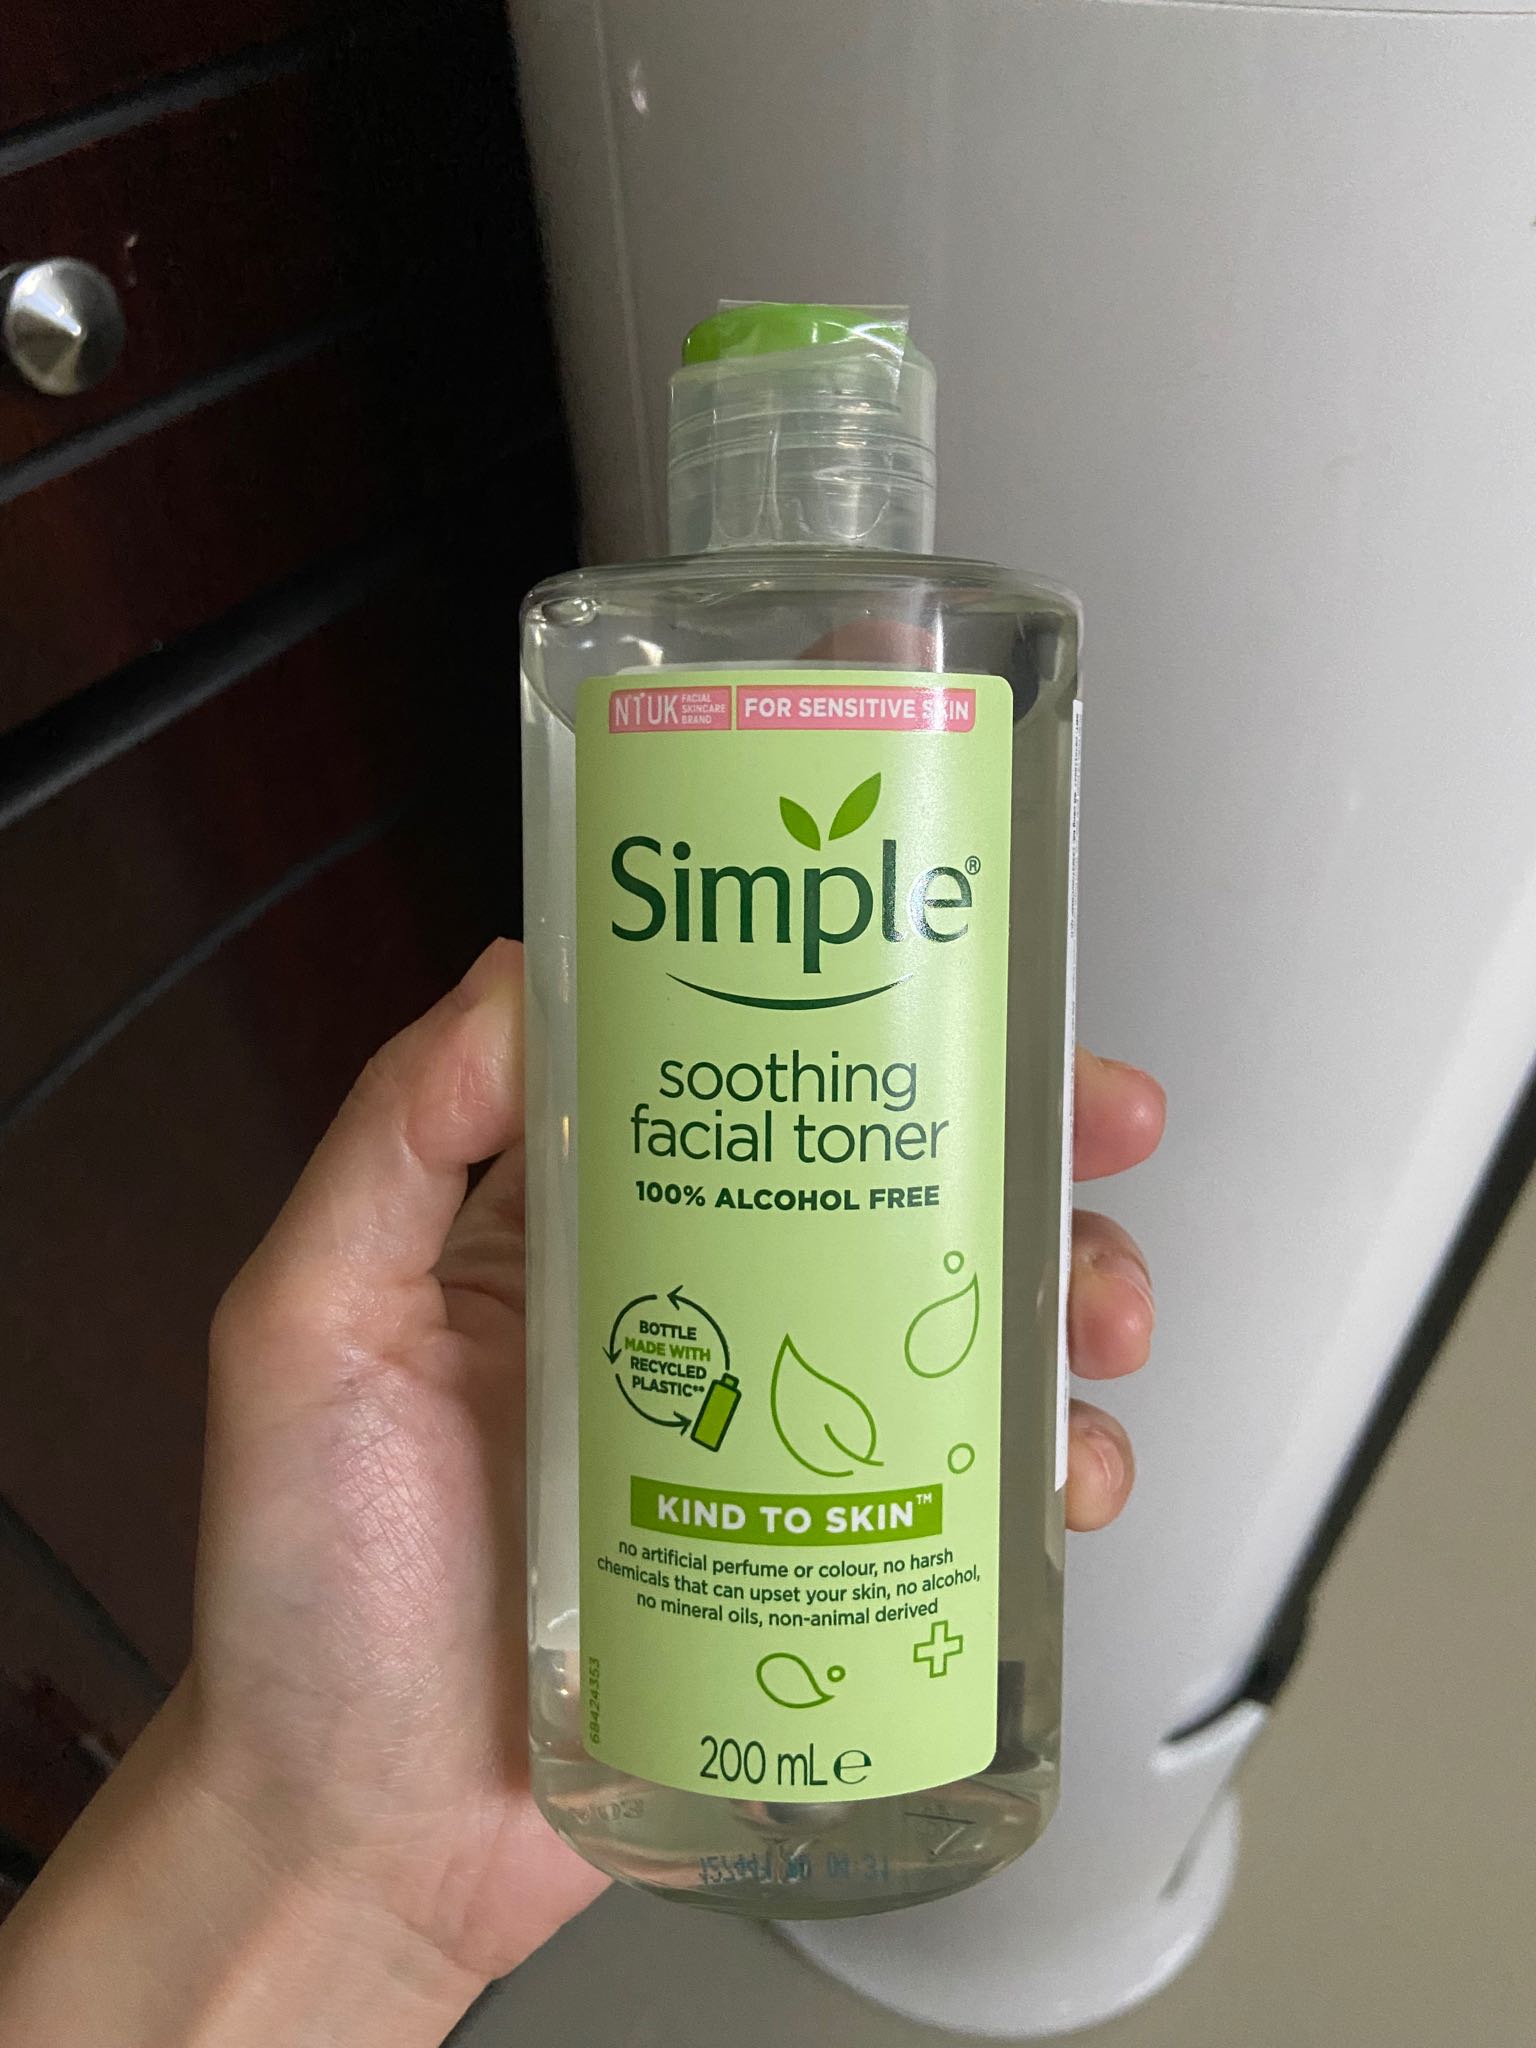 N°1 UK FACIAL
SKINCARE
BRAND
FOR SENSITIVE SKIN
Simple®
soothing
facial toner
100% ALCOHOL FREE
BOTTLE
MADE WITH
RECYCLED
PLASTIC**
KIND TO SKIN™
no artificial perfume or colour, no harsh
chemicals that can upset your skin, no alcohol,
no mineral oils, non-animal derived
68424353
200 mL ℮